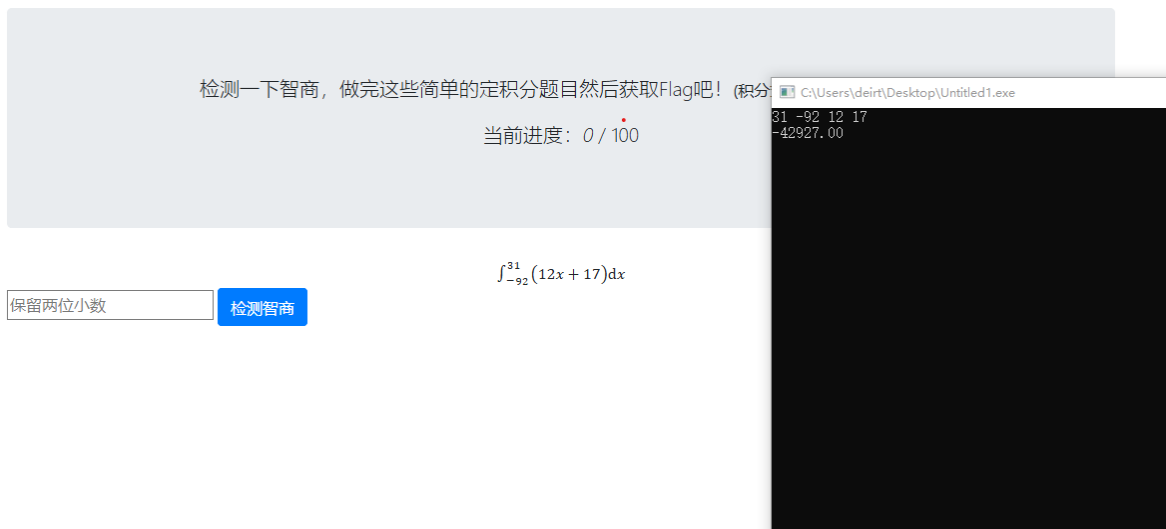 检测一下智商，做完这些简单的定积分题目然后获取Flag吧！(积分
当前进度：0 / 100
∫₋₉₂³¹(12x + 17)dx
保留两位小数
检测智商
C:\Users\deirt\Desktop\Untitled1.exe
31 -92 12 17
-42927.00